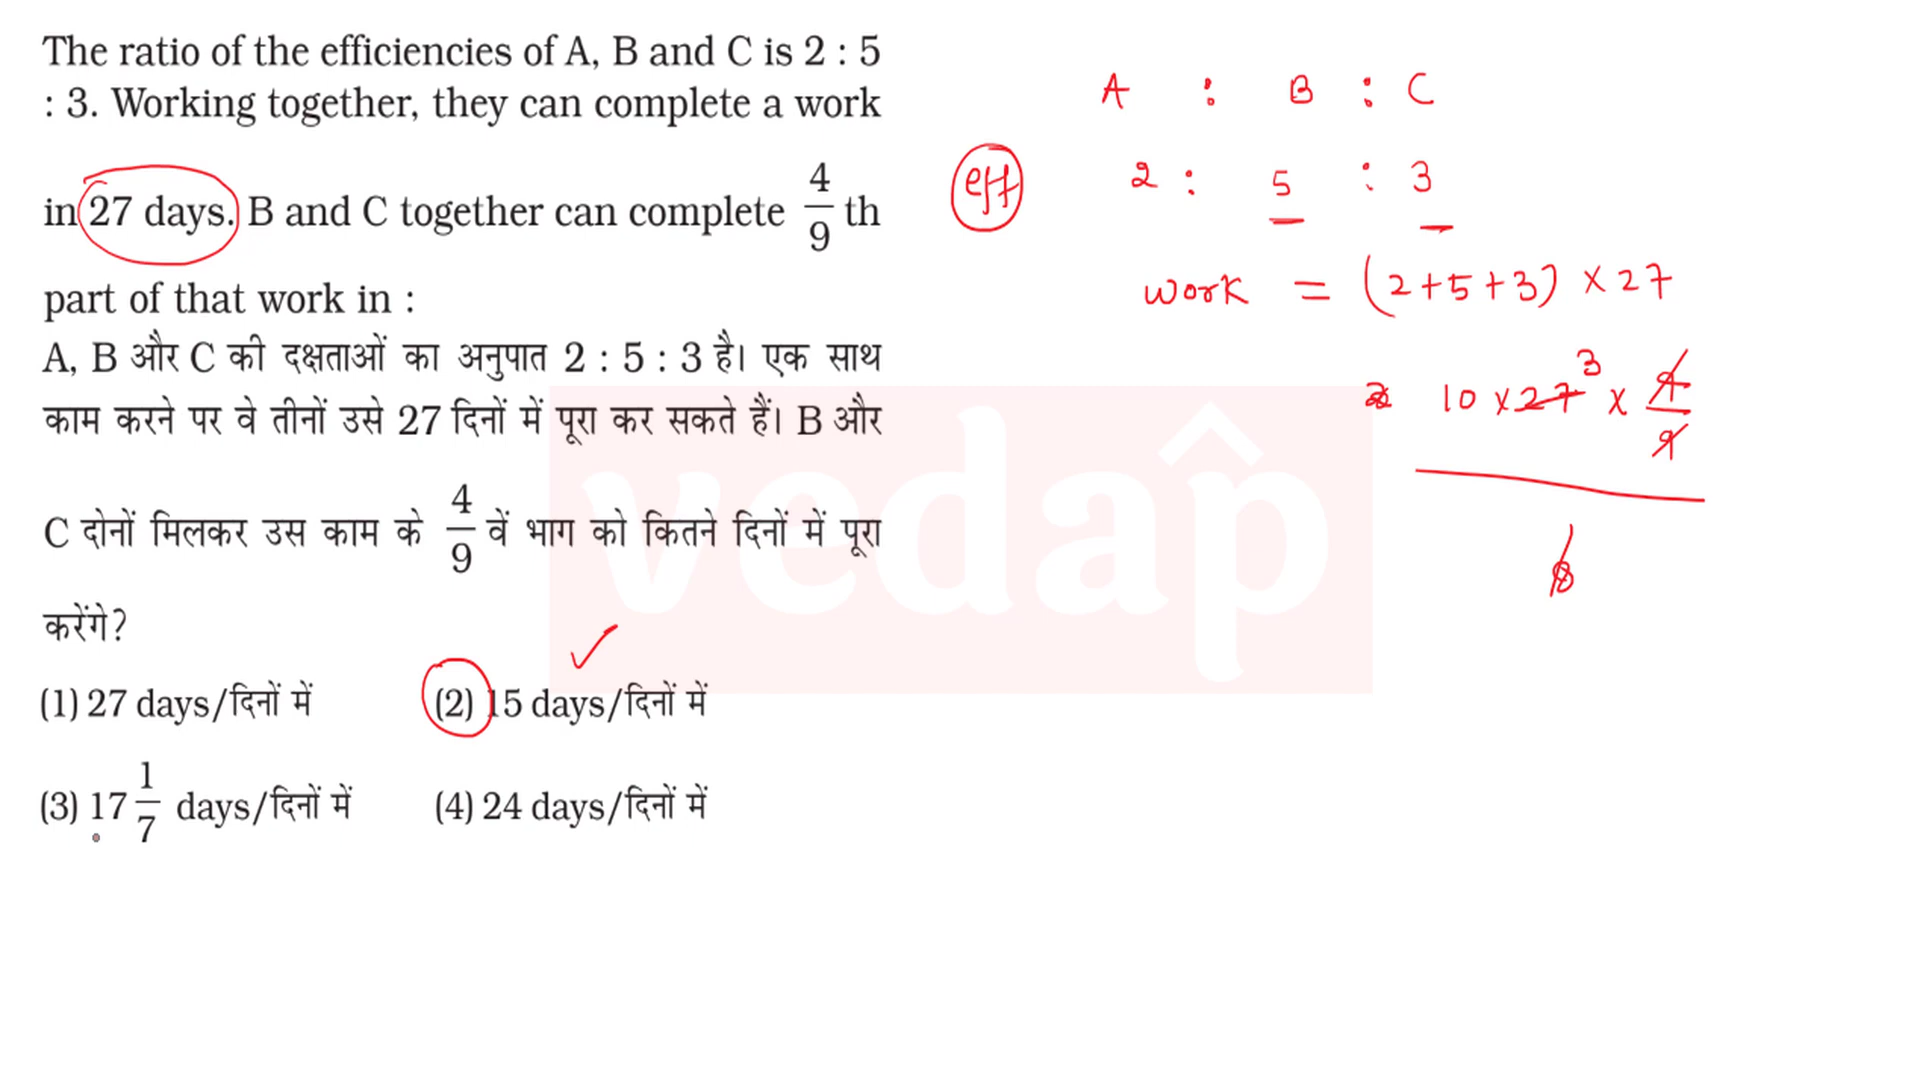 The ratio of the efficiencies of A, B and C is 2 : 5
: 3. Working together, they can complete a work
in 27 days. B and C together can complete 4/9 th
part of that work in :
A, B और C की दक्षताओं का अनुपात 2 : 5 : 3 है। एक साथ
काम करने पर वे तीनों उसे 27 दिनों में पूरा कर सकते हैं। B और
C दोनों मिलकर उस काम के 4/9 वें भाग को कितने दिनों में पूरा
करेंगे?
(1) 27 days/दिनों में (2) 15 days/दिनों में
(3) 17 1/7 days/दिनों में (4) 24 days/दिनों में
A : B : C
eff 2 : 5 : 3
work = (2+5+3) × 27
10 × 27 3 × 4/9
8
vedap